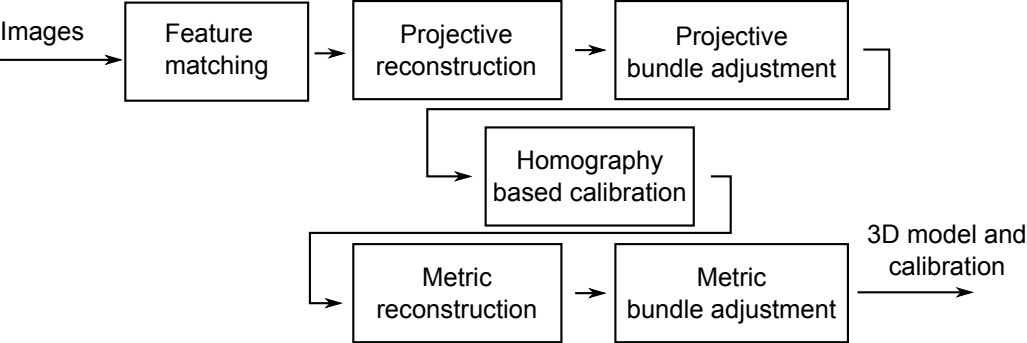 Images
Feature
matching
Projective
reconstruction
Projective
bundle adjustment
Homography
based calibration
Metric
reconstruction
Metric
bundle adjustment
3D model and
calibration